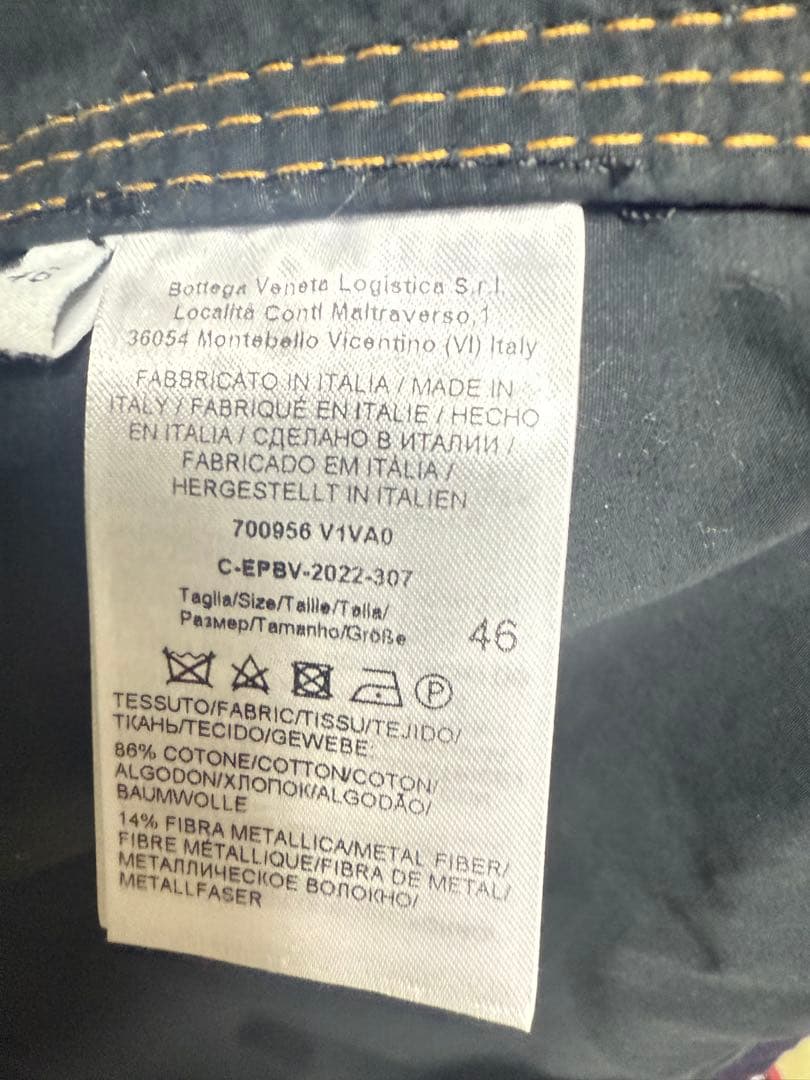 46
Bottega Veneta Logistica S.r.l.
Località Conti Maltraverso,1
36054 Montebello Vicentino (VI) Italy
FABBRICATO IN ITALIA / MADE IN
ITALY / FABRIQUÉ EN ITALIE / HECHO
EN ITALIA / СДЕЛАНО В ИТАЛИИ /
FABRICADO EM ITÁLIA /
HERGESTELLT IN ITALIEN
700956 V1VA0
C-EPBV-2022-307
Taglia/Size/Taille/Talla/
Размер/Tamanho/Größe 46
P
TESSUTO/FABRIC/TISSU/TEJIDO/
ТКАНЬ/TECIDO/GEWEBE:
86% COTONE/COTTON/COTON/
ALGODON/ХЛОПОК/ALGODÃO/
BAUMWOLLE
14% FIBRA METALLICA/METAL FIBER/
FIBRE MÉTALLIQUE/FIBRA DE METAL/
МЕТАЛЛИЧЕСКОЕ ВОЛОКНО/
METALLFASER